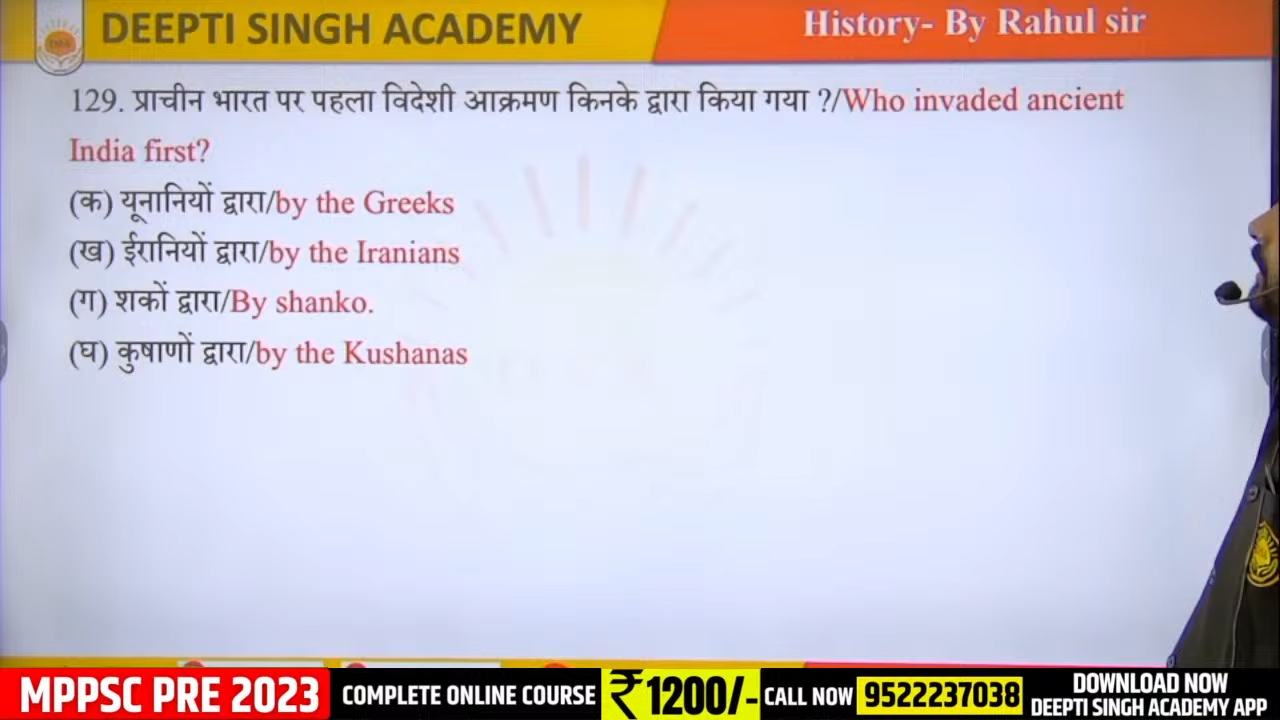 DEEPTI SINGH ACADEMY
History- By Rahul sir
129. प्राचीन भारत पर पहला विदेशी आक्रमण किनके द्वारा किया गया ?/Who invaded ancient
India first?
(क) यूनानियों द्वारा/by the Greeks
(ख) ईरानियों द्वारा/by the Iranians
(ग) शकों द्वारा/By shanko.
(घ) कुषाणों द्वारा/by the Kushanas
MPPSC PRE 2023
COMPLETE ONLINE COURSE
₹1200/-
CALL NOW
9522237038
DOWNLOAD NOW
DEEPTI SINGH ACADEMY APP